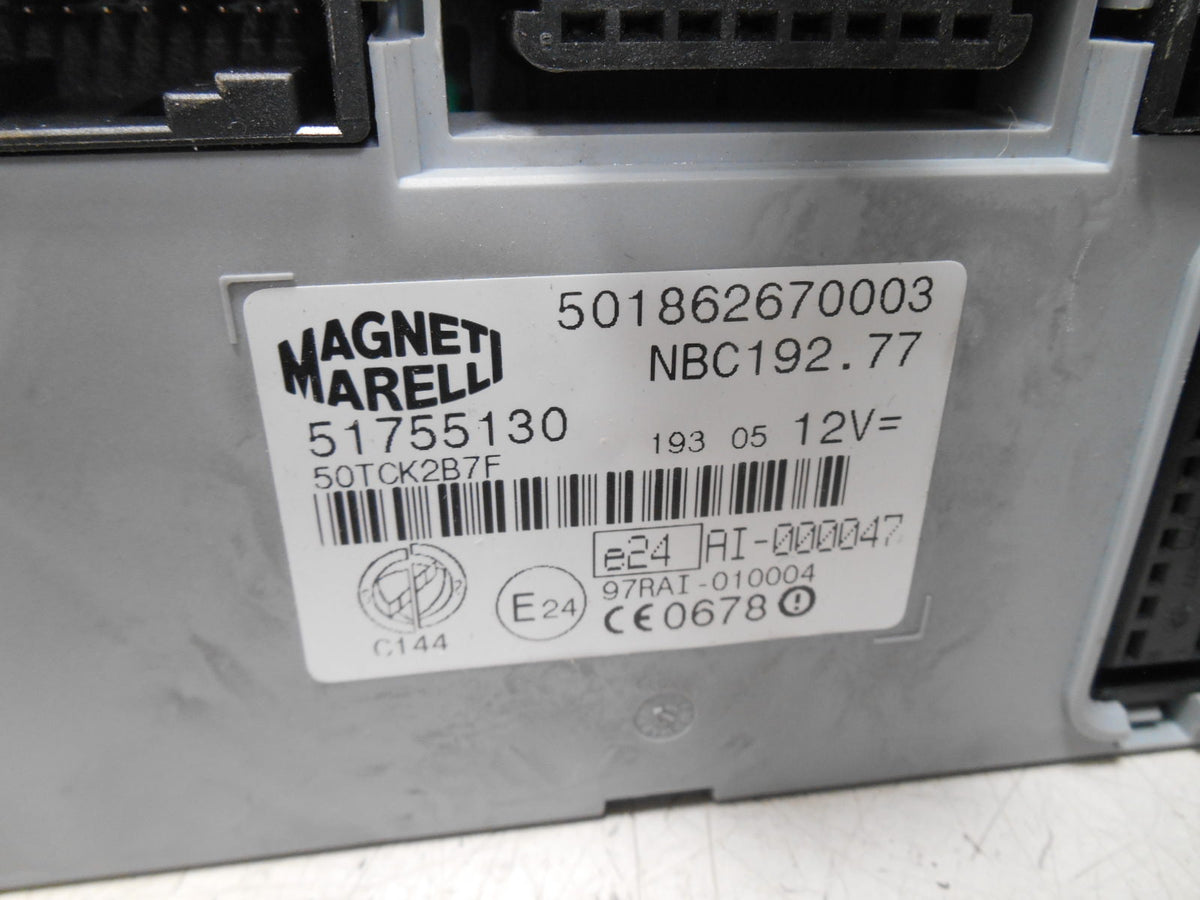 MAGNETI
MARELLI
501862670003
NBC192.77
51755130
193 05 12V=
50TCK2B7F
e24 AI-000047
97RAI-010004
E24
CE0678
C144